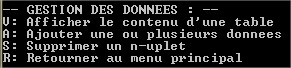 -- GESTION DES DONNEES : --
V: Afficher le contenu d'une table
A: Ajouter une ou plusieurs donnees
S: Supprimer un n-uplet
R: Retourner au menu principal